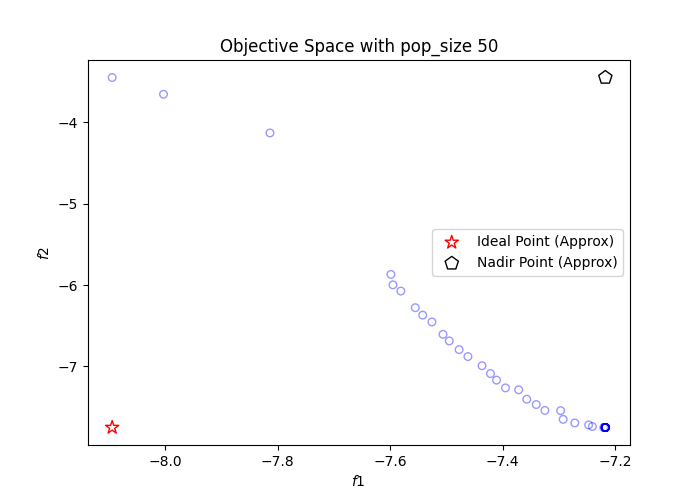 Objective Space with pop_size 50
−4
−5
−6
−7
f2
Ideal Point (Approx)
Nadir Point (Approx)
−8.0
−7.8
−7.6
−7.4
−7.2
f1